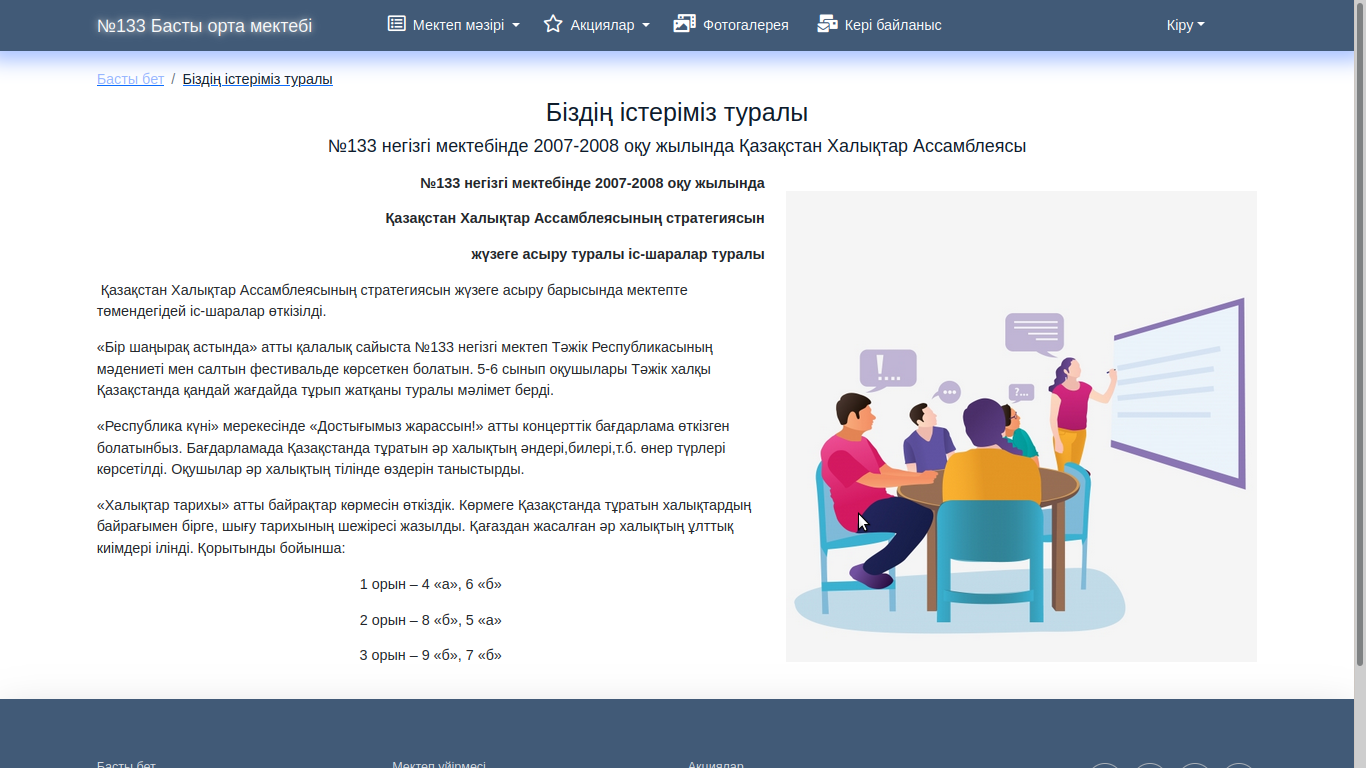 №133 Басты орта мектебі
Мектеп мәзірі
Акциялар
Фотогалерея
Кері байланыс
Кіру
Басты бет / Біздің істеріміз туралы
Біздің істеріміз туралы
№133 негізгі мектебінде 2007-2008 оқу жылында Қазақстан Халықтар Ассамблеясы
№133 негізгі мектебінде 2007-2008 оқу жылында
Қазақстан Халықтар Ассамблеясының стратегиясын
жүзеге асыру туралы іс-шаралар туралы
Қазақстан Халықтар Ассамблеясының стратегиясын жүзеге асыру барысында мектепте
төмендегідей іс-шаралар өткізілді.
«Бір шаңырақ астында» атты қалалық сайыста №133 негізгі мектеп Тәжік Республикасының
мәдениеті мен салтын фестивальде көрсеткен болатын. 5-6 сынып оқушылары Тәжік халқы
Қазақстанда қандай жағдайда тұрып жатқаны туралы мәлімет берді.
«Республика күні» мерекесінде «Достығымыз жарассын!» атты концерттік бағдарлама өткізген
болатынбыз. Бағдарламада Қазақстанда тұратын әр халықтың әндері,билері,т.б. өнер түрлері
көрсетілді. Оқушылар әр халықтың тілінде өздерін таныстырды.
«Халықтар тарихы» атты байрақтар көрмесін өткіздік. Көрмеге Қазақстанда тұратын халықтардың
байрағымен бірге, шығу тарихының шежіресі жазылды. Қағаздан жасалған әр халықтың ұлттық
киімдері ілінді. Қорытынды бойынша:
1 орын – 4 «а», 6 «б»
2 орын – 8 «б», 5 «а»
3 орын – 9 «б», 7 «б»
!....
...
?...
Басты бет
Мектеп үйірмесі
Акциялар